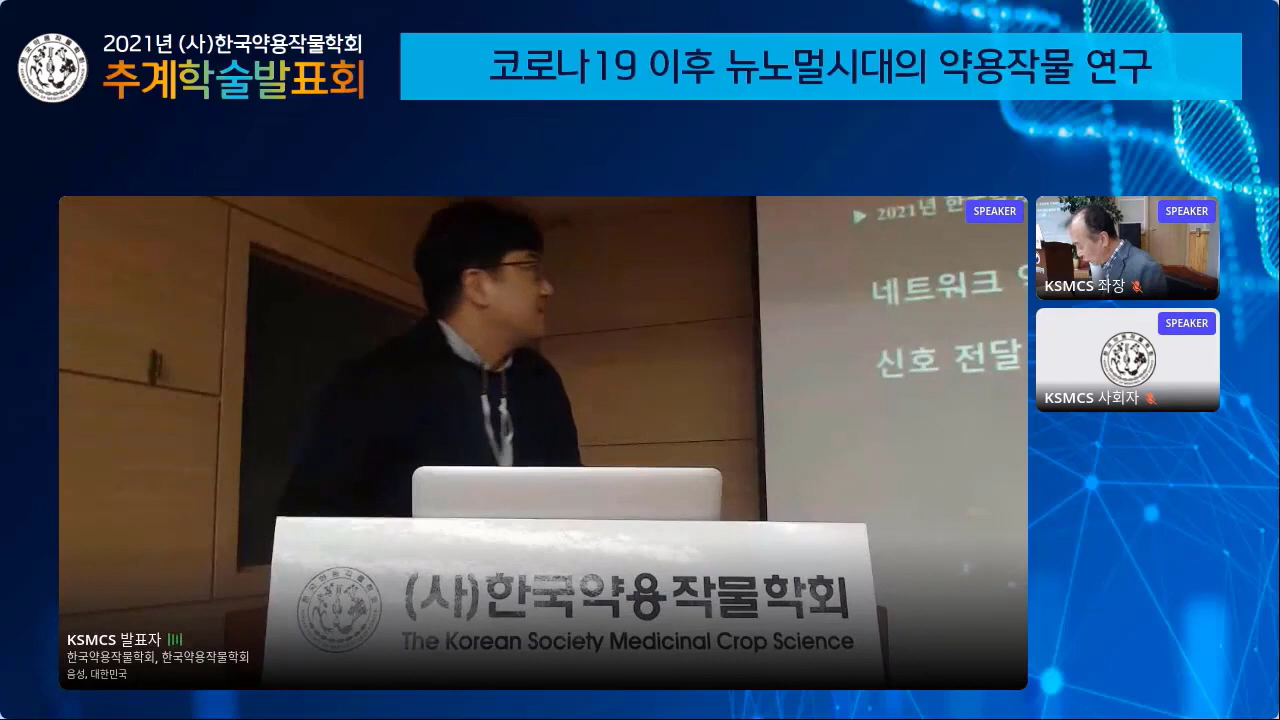 2021년 (사)한국약용작물학회
추계학술발표회
코로나19 이후 뉴노멀시대의 약용작물 연구
▶ 2021년
SPEAKER
네트워크
신호 전달
(사)한국약용작물학회
The Korean Society Medicinal Crop Science
KSMCS 발표자
한국약용작물학회, 한국약용작물학회
음성, 대한민국
SPEAKER
KSMCS 좌장
SPEAKER
KSMCS 사회자